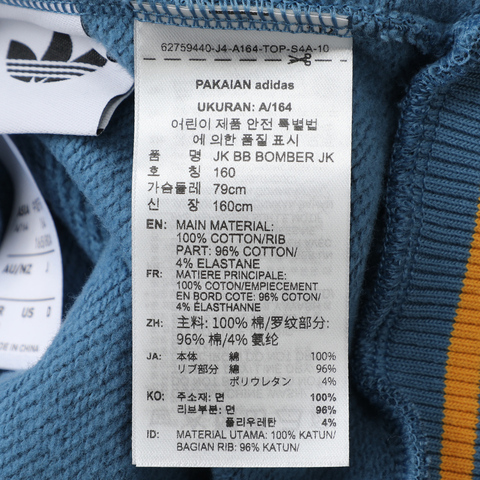 62759440-J4-A164-TOP-S4A-10
PAKAIAN adidas
UKURAN: A/164
어린이 제품 안전 특별법
에 의한 품질 표시
품 명 JK BB BOMBER JK
호 칭 160
가슴둘레 79cm
신 장 160cm
EN: MAIN MATERIAL:
100% COTTON/RIB
PART: 96% COTTON/
4% ELASTANE
FR: MATIERE PRINCIPALE:
100% COTON/EMPIECEMENT
EN BORD COTE: 96% COTON/
4% ELASTHANNE
ZH: 主料: 100% 棉/罗纹部分:
96% 棉/4% 氨纶
JA: 本体 綿 100%
リブ部分 綿 96%
ポリウレタン 4%
KO: 주소재: 면 100%
리브부분: 면 96%
폴리우레탄 4%
ID: MATERIAL UTAMA: 100% KATUN/
BAGIAN RIB: 96% KATUN/
AU/NZ
US
IN CHINA